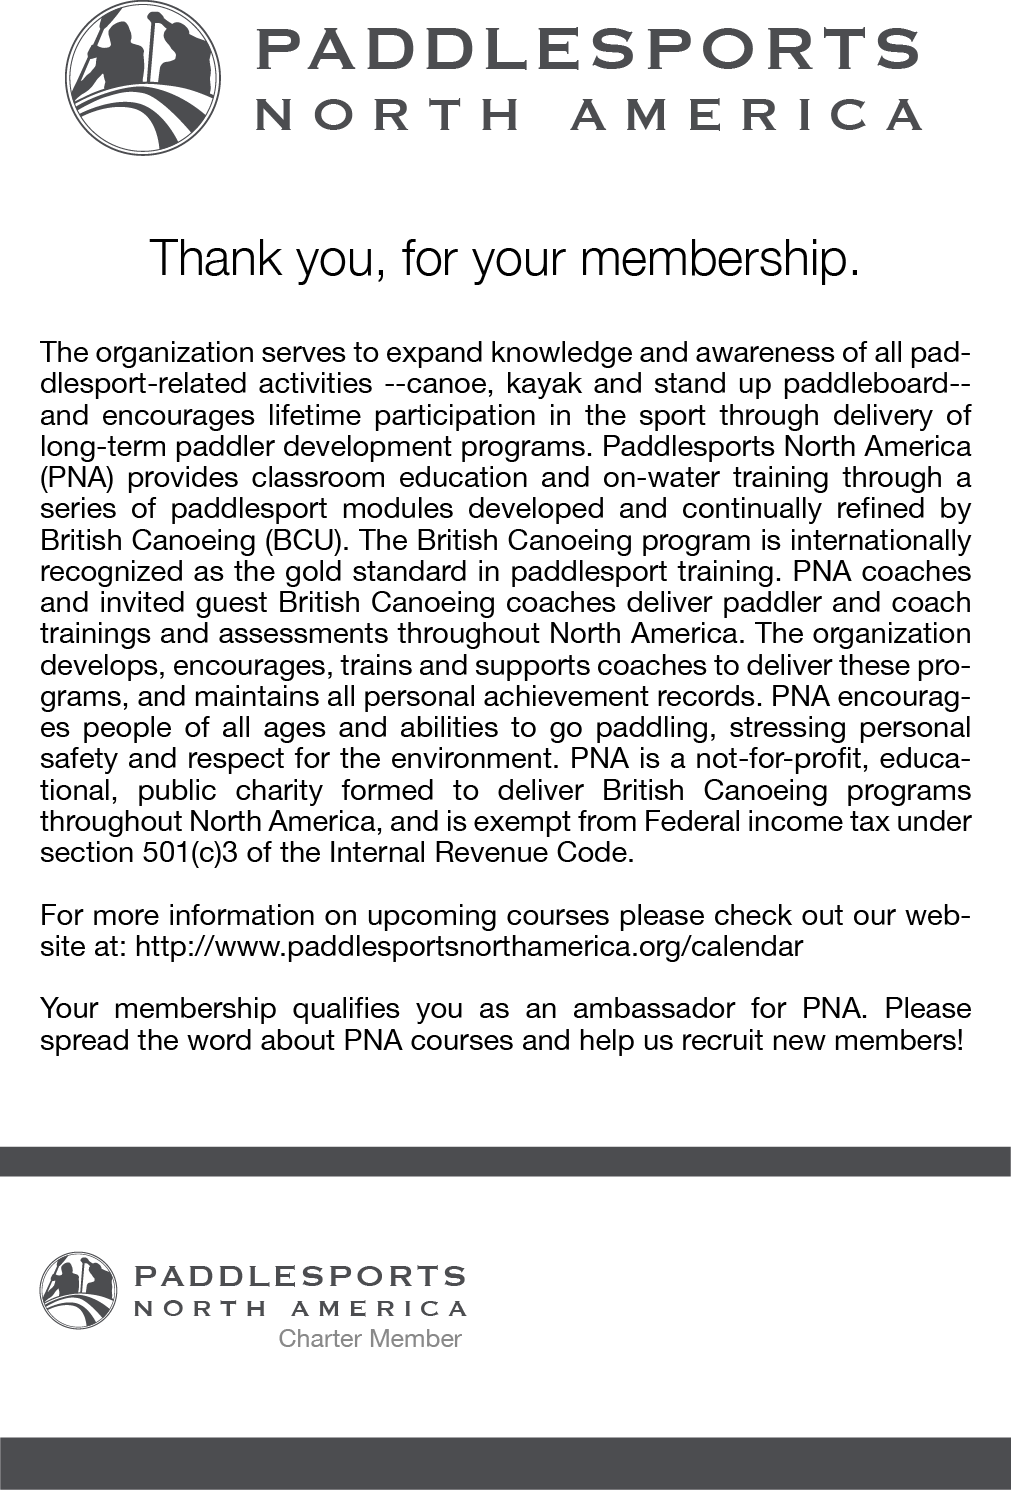 PADDLESPORTS
NORTH AMERICA
Thank you, for your membership.
The organization serves to expand knowledge and awareness of all pad-
dlesport-related activities --canoe, kayak and stand up paddleboard--
and encourages lifetime participation in the sport through delivery of
long-term paddler development programs. Paddlesports North America
(PNA) provides classroom education and on-water training through a
series of paddlesport modules developed and continually refined by
British Canoeing (BCU). The British Canoeing program is internationally
recognized as the gold standard in paddlesport training. PNA coaches
and invited guest British Canoeing coaches deliver paddler and coach
trainings and assessments throughout North America. The organization
develops, encourages, trains and supports coaches to deliver these pro-
grams, and maintains all personal achievement records. PNA encourag-
es people of all ages and abilities to go paddling, stressing personal
safety and respect for the environment. PNA is a not-for-profit, educa-
tional, public charity formed to deliver British Canoeing programs
throughout North America, and is exempt from Federal income tax under
section 501(c)3 of the Internal Revenue Code.
For more information on upcoming courses please check out our web-
site at: http://www.paddlesportsnorthamerica.org/calendar
Your membership qualifies you as an ambassador for PNA. Please
spread the word about PNA courses and help us recruit new members!
PADDLESPORTS
NORTH AMERICA
Charter Member